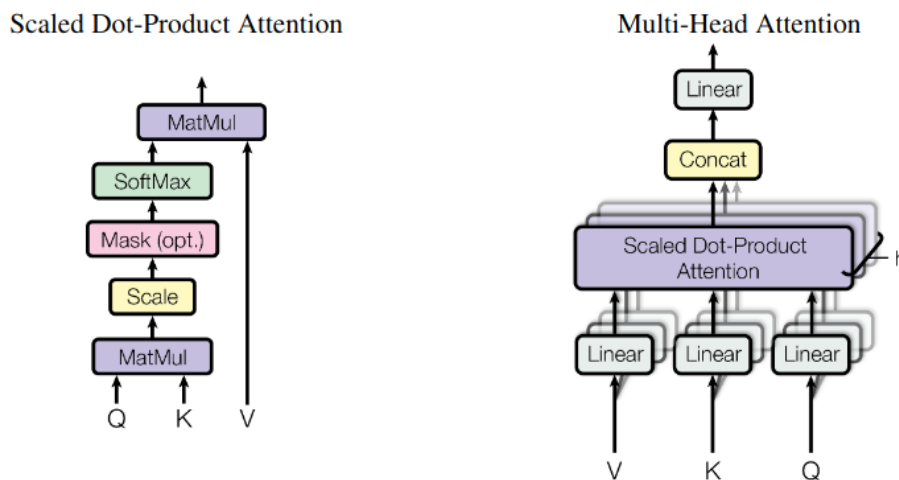 Scaled Dot-Product Attention
MatMul
SoftMax
Mask (opt.)
Scale
MatMul
Q K V
Multi-Head Attention
Linear
Concat
Scaled Dot-Product
Attention
Linear Linear Linear
V K Q